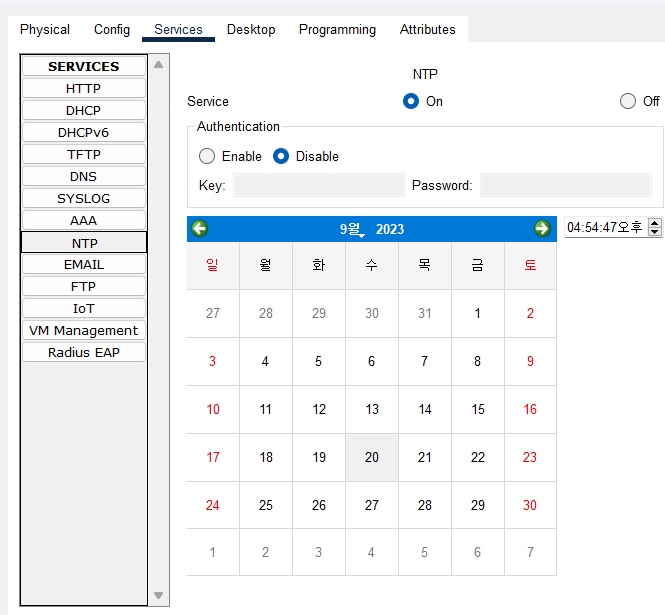 Physical Config Services Desktop Programming Attributes
SERVICES
HTTP
DHCP
DHCPv6
TFTP
DNS
SYSLOG
AAA
NTP
EMAIL
FTP
IoT
VM Management
Radius EAP
NTP
Service On Off
Authentication
Enable Disable
Key: Password:
9월 2023 04:54:47오후
일 월 화 수 목 금 토
27 28 29 30 31 1 2
3 4 5 6 7 8 9
10 11 12 13 14 15 16
17 18 19 20 21 22 23
24 25 26 27 28 29 30
1 2 3 4 5 6 7